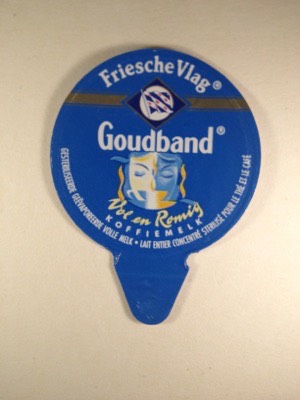 Friesche Vlag®
Goudband®
Vol en Romig
KOFFIEMELK
GESTERILISEERDE GEËVAPOREERDE VOLLE MELK • LAIT ENTIER CONCENTRÉ STÉRILISÉ POUR LE THÉ ET LE CAFÉ